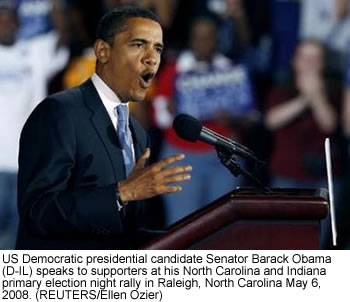 CHANGE
US Democratic presidential candidate Senator Barack Obama
(D-IL) speaks to supporters at his North Carolina and Indiana
primary election night rally in Raleigh, North Carolina May 6,
2008. (REUTERS/Ellen Ozier)